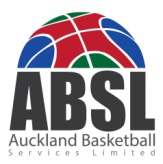 ABSL
Auckland Basketball
Services Limited